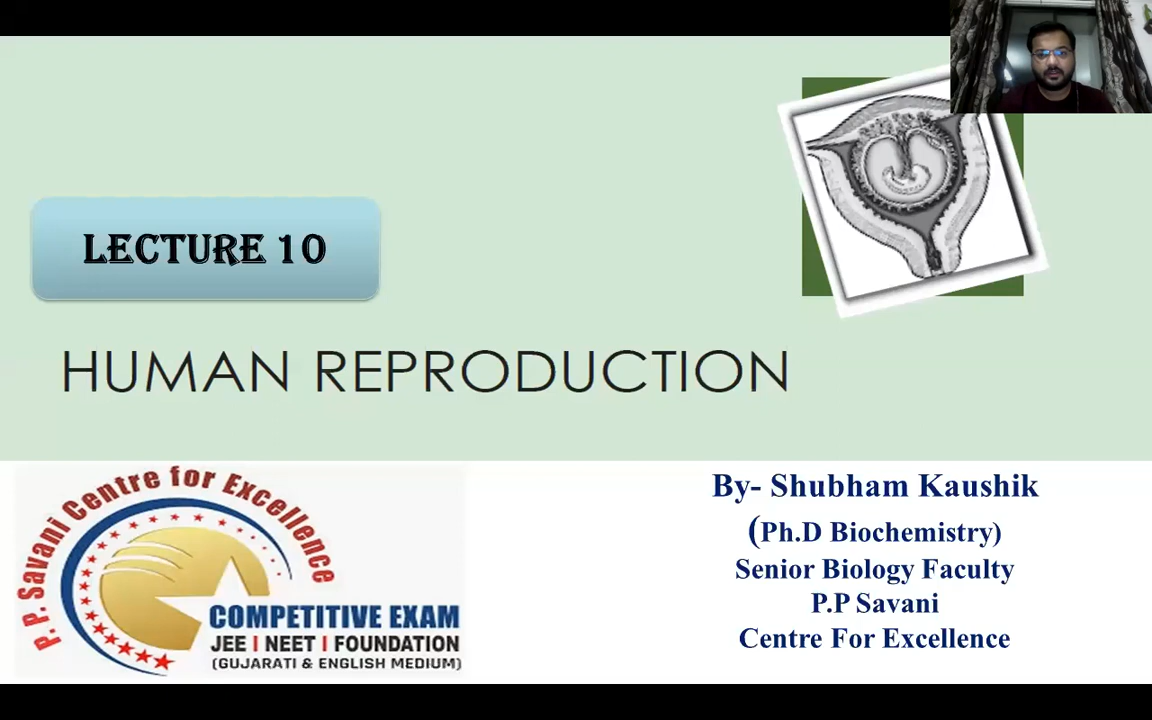 LECTURE 10
HUMAN REPRODUCTION
P. P. Savani Centre for Excellence
COMPETITIVE EXAM
JEE I NEET I FOUNDATION
(GUJARATI & ENGLISH MEDIUM)
By- Shubham Kaushik
(Ph.D Biochemistry)
Senior Biology Faculty
P.P Savani
Centre For Excellence